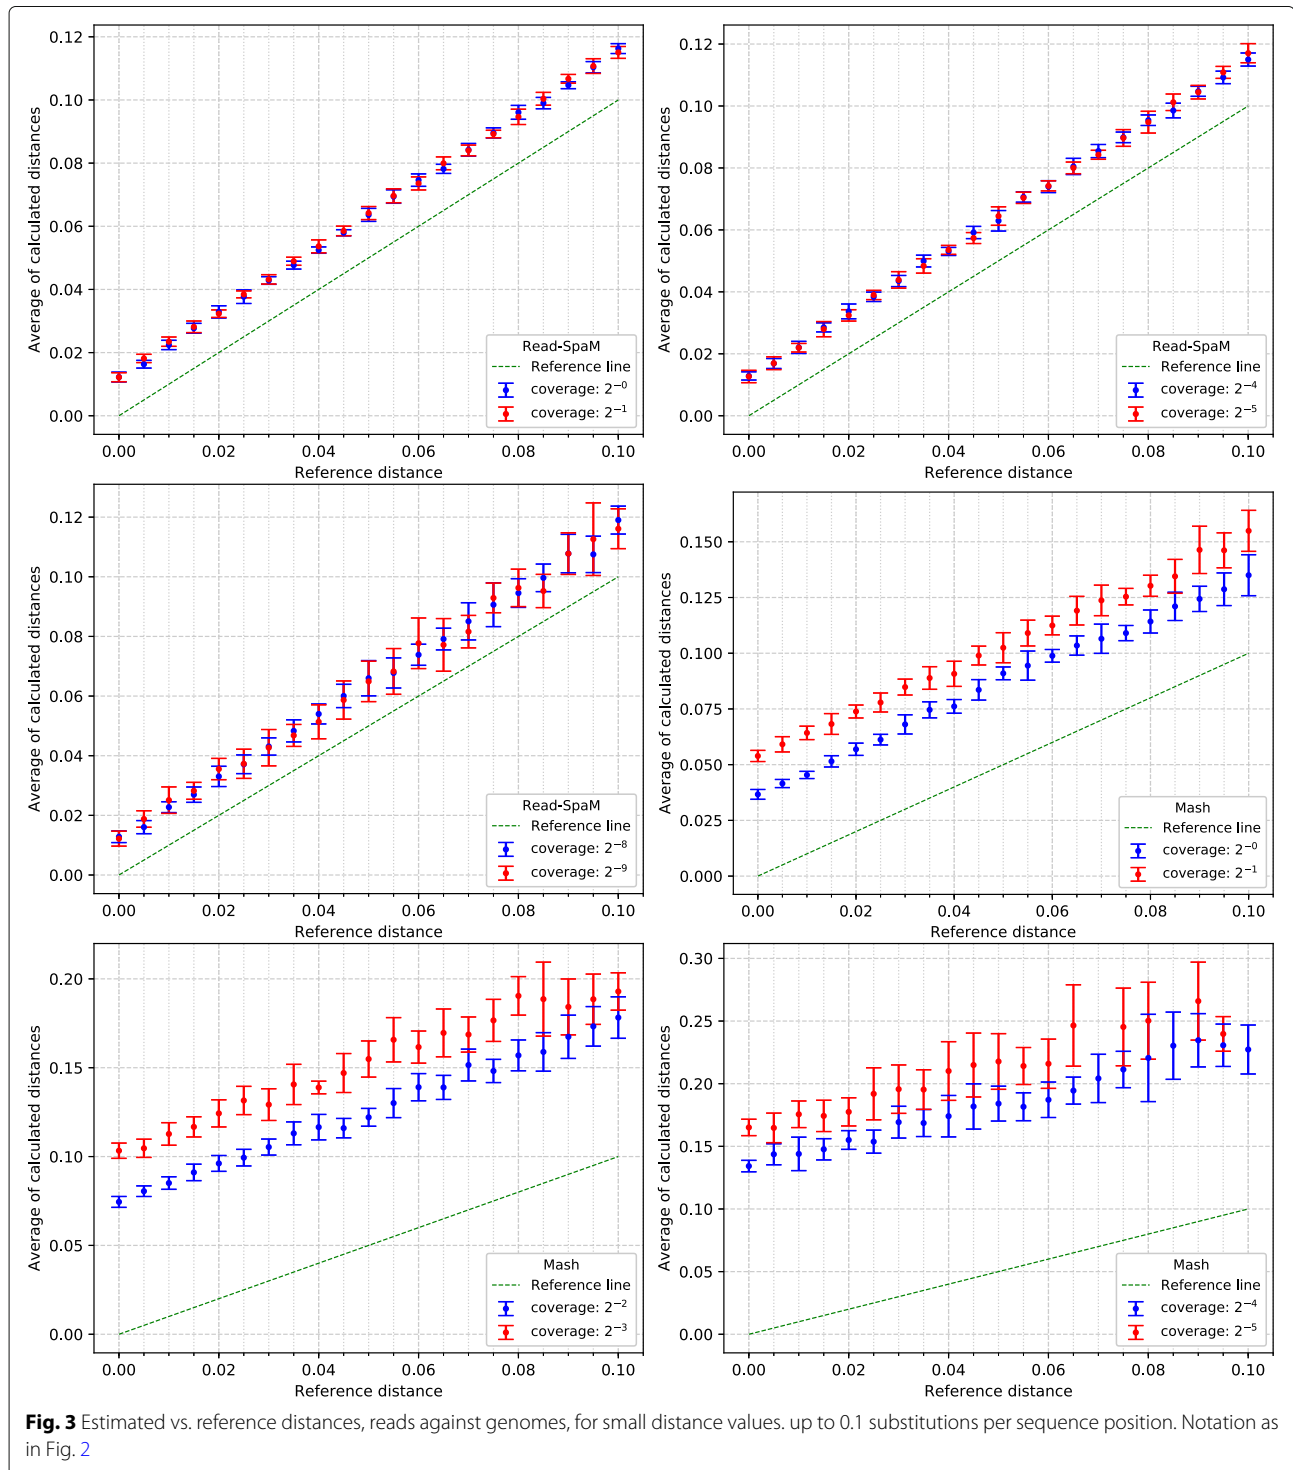 0.12
0.10
0.08
0.06
0.04
0.02
0.00
Average of calculated distances
Read-SpaM
Reference line
coverage: 2⁻⁰
coverage: 2⁻¹
0.00 0.02 0.04 0.06 0.08 0.10
Reference distance
0.12
0.10
0.08
0.06
0.04
0.02
0.00
Average of calculated distances
Read-SpaM
Reference line
coverage: 2⁻⁴
coverage: 2⁻⁵
0.00 0.02 0.04 0.06 0.08 0.10
Reference distance
0.12
0.10
0.08
0.06
0.04
0.02
0.00
Average of calculated distances
Read-SpaM
Reference line
coverage: 2⁻⁸
coverage: 2⁻⁹
0.00 0.02 0.04 0.06 0.08 0.10
Reference distance
0.150
0.125
0.100
0.075
0.050
0.025
0.000
Average of calculated distances
Mash
Reference line
coverage: 2⁻⁰
coverage: 2⁻¹
0.00 0.02 0.04 0.06 0.08 0.10
Reference distance
0.20
0.15
0.10
0.05
0.00
Average of calculated distances
Mash
Reference line
coverage: 2⁻²
coverage: 2⁻³
0.00 0.02 0.04 0.06 0.08 0.10
Reference distance
0.30
0.25
0.20
0.15
0.10
0.05
0.00
Average of calculated distances
Mash
Reference line
coverage: 2⁻⁴
coverage: 2⁻⁵
0.00 0.02 0.04 0.06 0.08 0.10
Reference distance
Fig. 3 Estimated vs. reference distances, reads against genomes, for small distance values. up to 0.1 substitutions per sequence position. Notation as
in Fig. 2